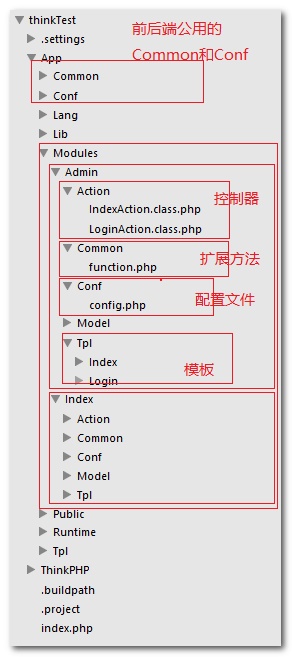 thinkTest
.settings
前后端公用的
Common和Conf
App
Common
Conf
Lang
Lib
Modules
Admin
Action
IndexAction.class.php
控制器
LoginAction.class.php
Common
扩展方法
function.php
Conf
配置文件
config.php
Model
Tpl
Index
模板
Login
Index
Action
Common
Conf
Model
Tpl
Public
Runtime
Tpl
ThinkPHP
.buildpath
.project
index.php